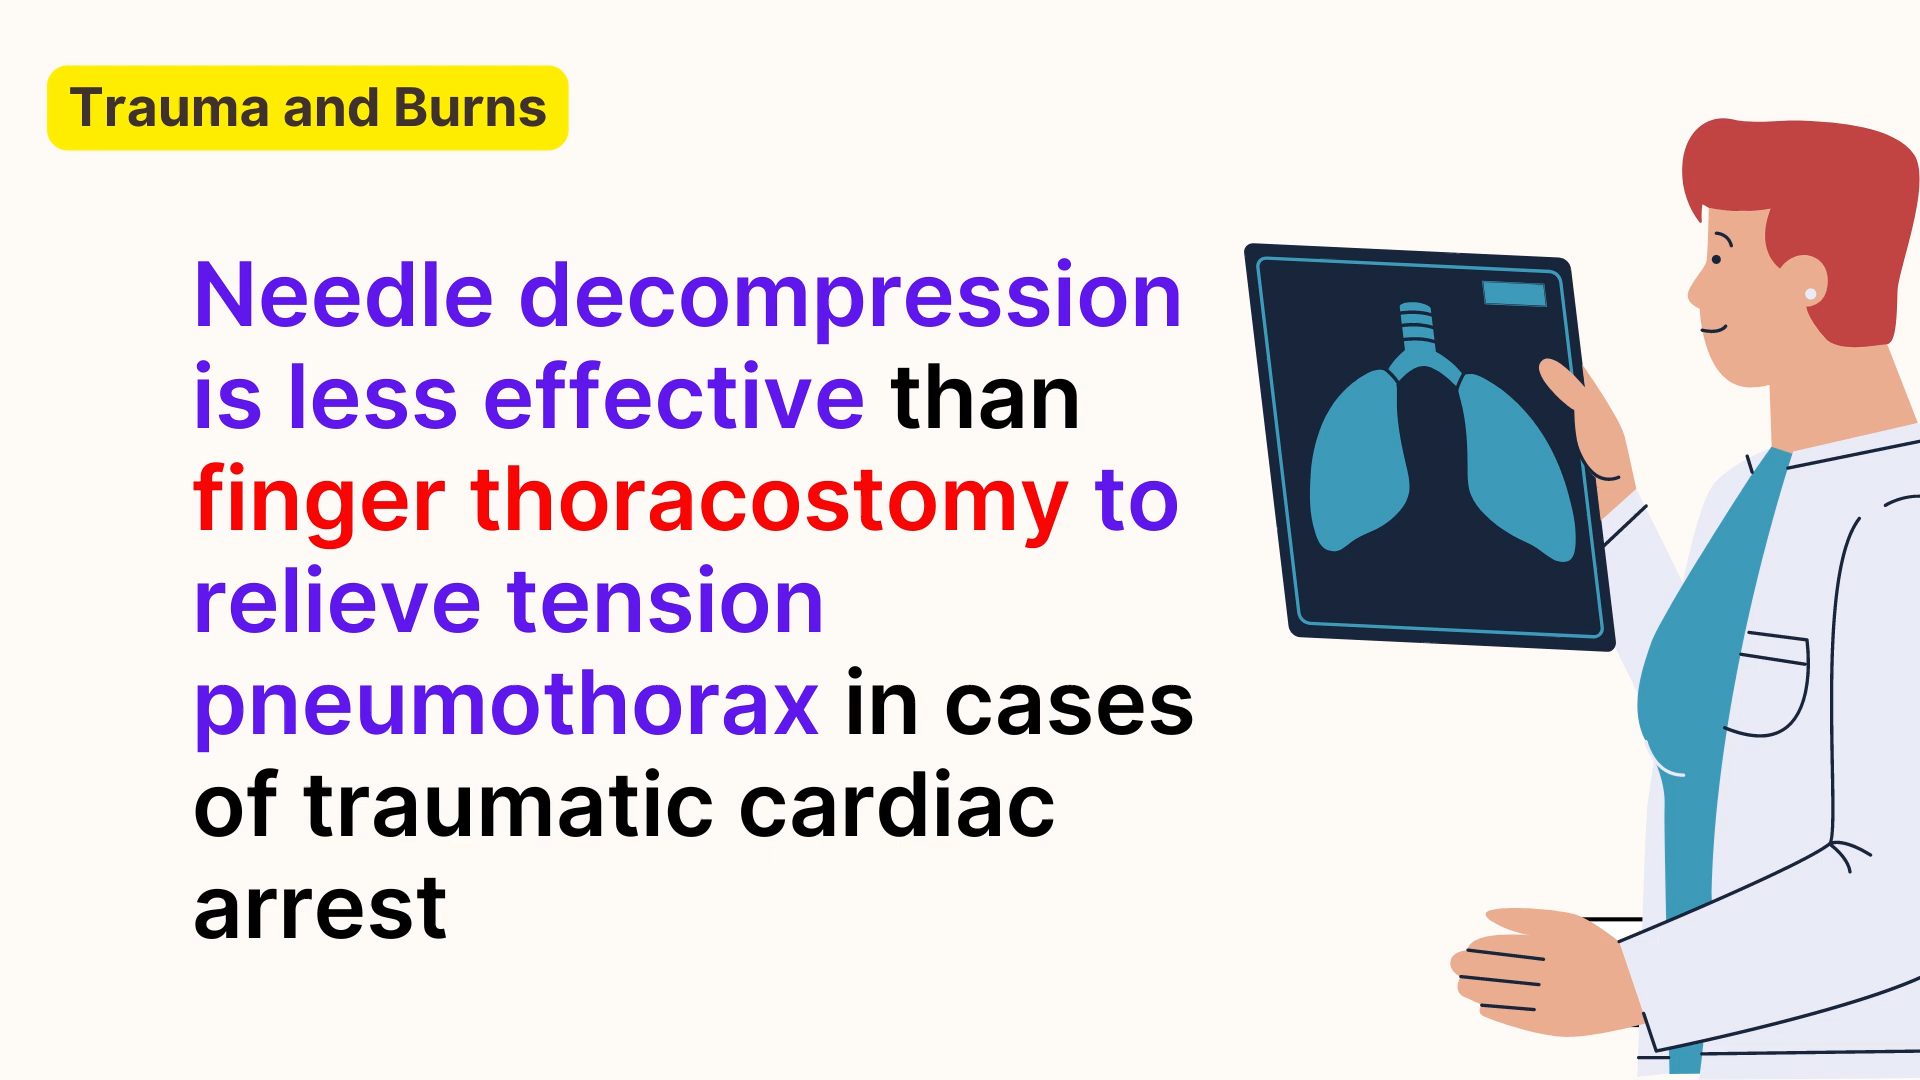 Trauma and Burns
Needle decompression
is less effective than
finger thoracostomy to
relieve tension
pneumothorax in cases
of traumatic cardiac
arrest